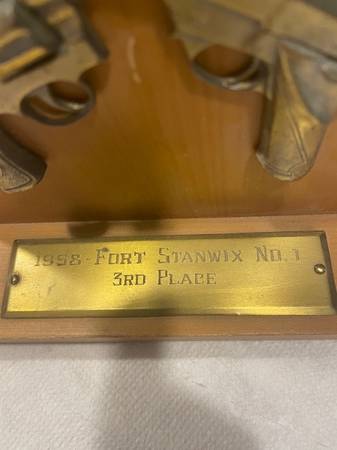 1958 - FORT STANWIX NO. 1
3RD PLACE